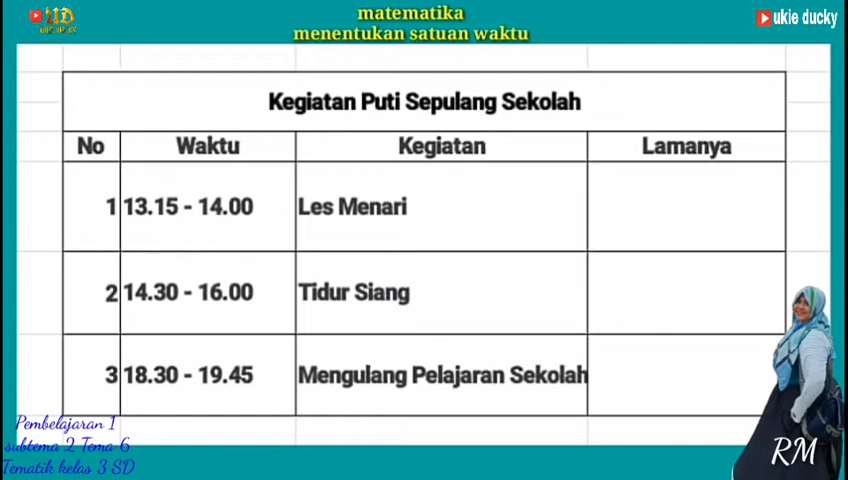 UD
matematika
menentukan satuan waktu
ukie ducky
Kegiatan Puti Sepulang Sekolah
No Waktu Kegiatan Lamanya
1 13.15 - 14.00 Les Menari
2 14.30 - 16.00 Tidur Siang
3 18.30 - 19.45 Mengulang Pelajaran Sekolah
Pembelajaran 1
subtema 2 Tema 6
Tematik kelas 3 SD
RM